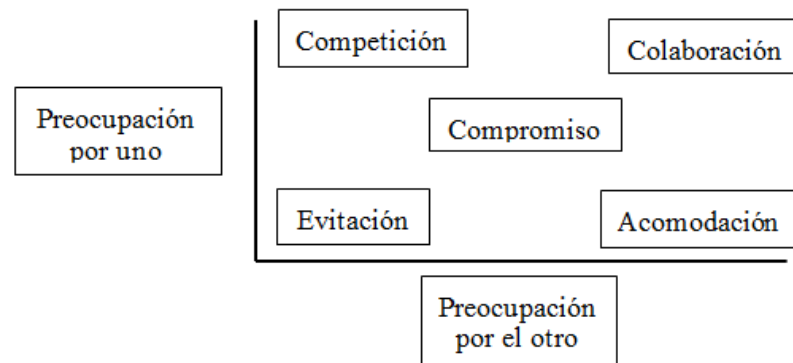 Competición
Colaboración
Preocupación
por uno
Compromiso
Evitación
Acomodación
Preocupación
por el otro